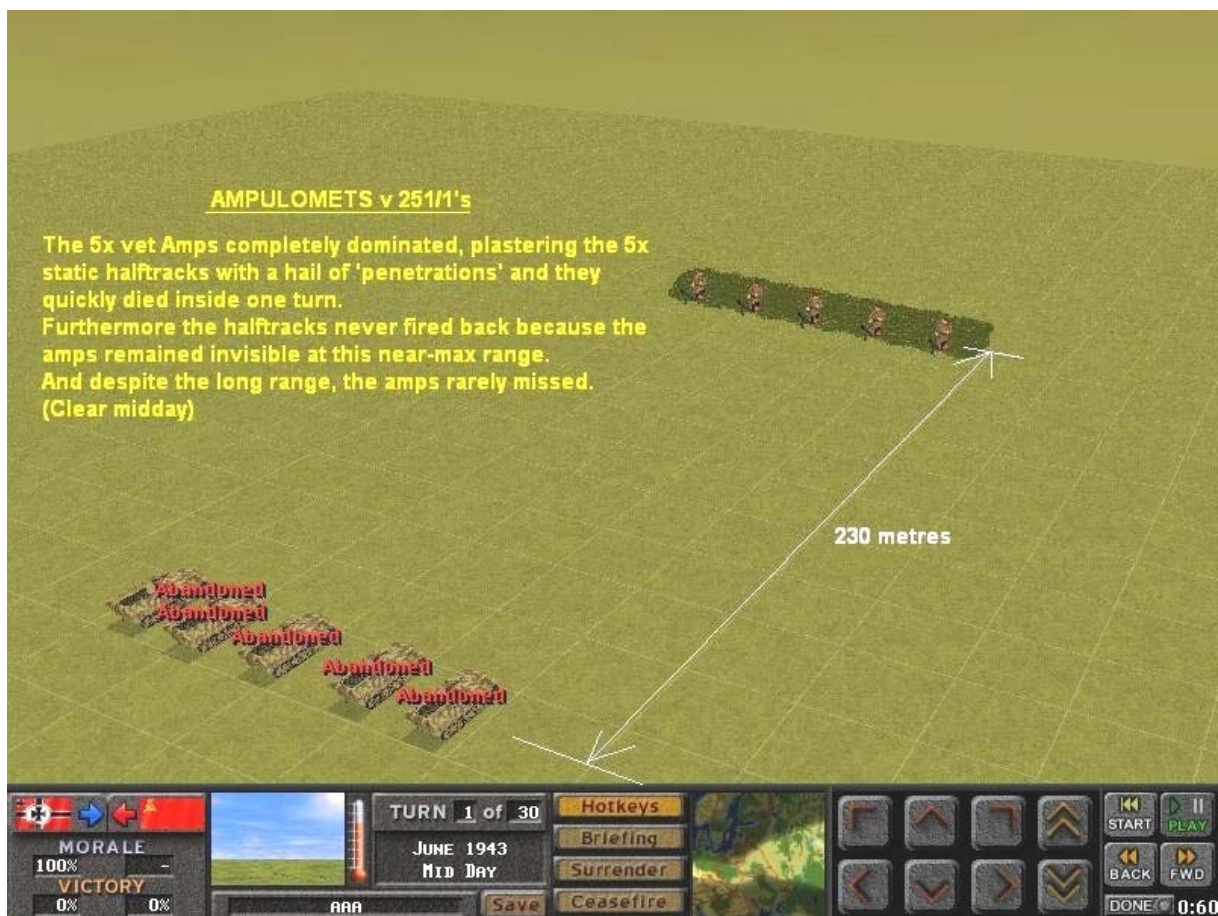 AMPULOMETS v 251/1's
The 5x vet Amps completely dominated, plastering the 5x
static halftracks with a hail of 'penetrations' and they
quickly died inside one turn.
Furthermore the halftracks never fired back because the
amps remained invisible at this near-max range.
And despite the long range, the amps rarely missed.
(Clear midday)
230 metres
Abandoned
Abandoned
Abandoned
Abandoned
Abandoned
MORALE
100% -
VICTORY
0% 0%
TURN 1 of 30
JUNE 1943
MID DAY
AAA
Save
Hotkeys
Briefing
Surrender
Ceasefire
START
PLAY
BACK
FWD
DONE
0:60